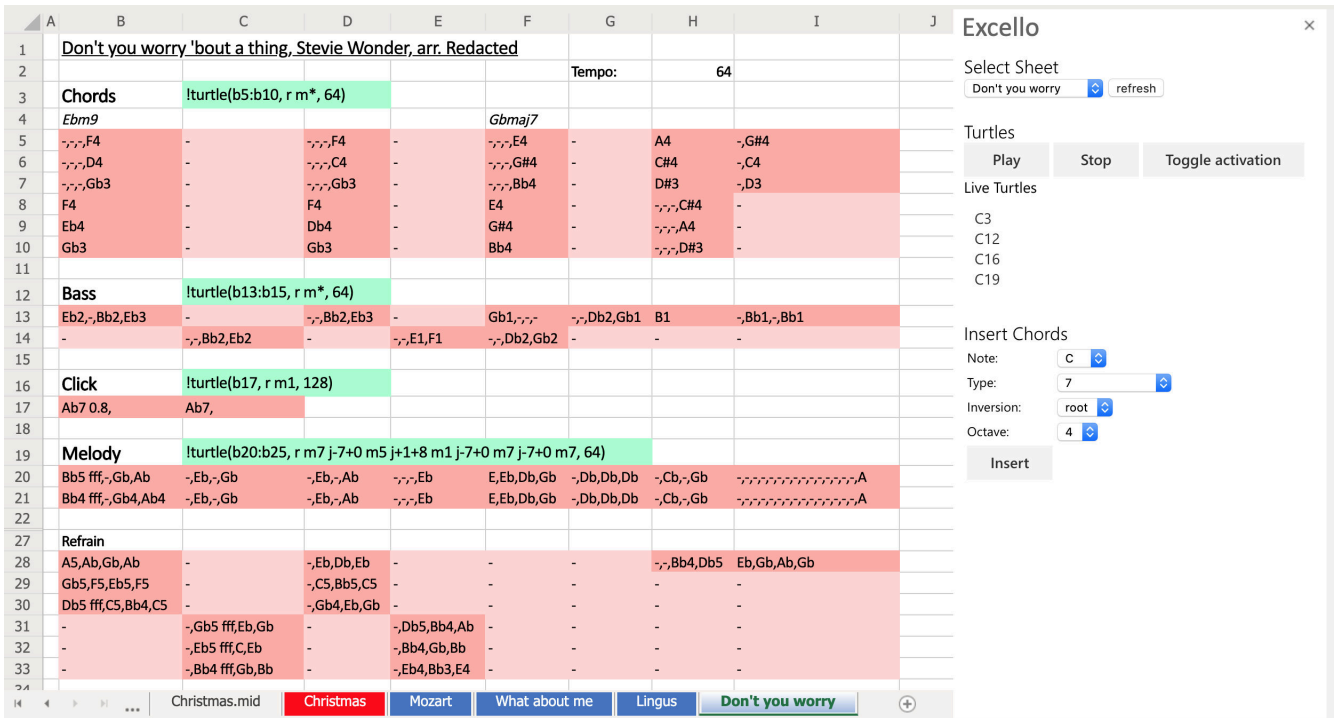 A B C D E F G H I J
1 Don't you worry 'bout a thing, Stevie Wonder, arr. Redacted
2 Tempo: 64
3 Chords !turtle(b5:b10, r m*, 64)
4 Ebm9 Gbmaj7
5 -,-,-,F4 - -,-,-,F4 - -,-,-,E4 - A4 -,G#4
6 -,-,-,D4 - -,-,-,C4 - -,-,-,G#4 - C#4 -,C4
7 -,-,-,Gb3 - -,-,-,Gb3 - -,-,-,Bb4 - D#3 -,D3
8 F4 - F4 - E4 - -,-,-,C#4 -
9 Eb4 - Db4 - G#4 - -,-,-,A4 -
10 Gb3 - Gb3 - Bb4 - -,-,-,D#3 -
11
12 Bass !turtle(b13:b15, r m*, 64)
13 Eb2,-,Bb2,Eb3 - -,-,Bb2,Eb3 - Gb1,-,-,- -,-,Db2,Gb1 B1 -,Bb1,-,Bb1
14 - -,-,Bb2,Eb2 - -,-,E1,F1 -,-,Db2,Gb2 - - -
15
16 Click !turtle(b17, r m1, 128)
17 Ab7 0.8, Ab7,
18
19 Melody !turtle(b20:b25, r m7 j-7+0 m5 j+1+8 m1 j-7+0 m7 j-7+0 m7, 64)
20 Bb5 fff,-,Gb,Ab -,Eb,-,Gb -,Eb,-,Ab -,-,-,Eb E,Eb,Db,Gb -,Db,Db,Db -,Cb,-,Gb -,-,-,-,-,-,-,-,-,-,-,-,-,-,-,A
21 Bb4 fff,-,Gb4,Ab4 -,Eb,-,Gb -,Eb,-,Ab -,-,-,Eb E,Eb,Db,Gb -,Db,Db,Db -,Cb,-,Gb -,-,-,-,-,-,-,-,-,-,-,-,-,-,-,A
22
27 Refrain
28 A5,Ab,Gb,Ab - -,Eb,Db,Eb - - - -,-,Bb4,Db5 Eb,Gb,Ab,Gb
29 Gb5,F5,Eb5,F5 - -,C5,Bb5,C5 - - - - -
30 Db5 fff,C5,Bb4,C5 - -,Gb4,Eb,Gb - - - - -
31 - -,Gb5 fff,Eb,Gb - -,Db5,Bb4,Ab - - - -
32 - -,Eb5 fff,C,Eb - -,Bb4,Gb,Bb - - - -
33 - -,Bb4 fff,Gb,Bb - -,Eb4,Bb3,E4 - - - -
34
... Christmas.mid Christmas Mozart What about me Lingus Don't you worry
Excello
Select Sheet
Don't you worry refresh
Turtles
Play Stop Toggle activation
Live Turtles
C3
C12
C16
C19
Insert Chords
Note: C
Type: 7
Inversion: root
Octave: 4
Insert